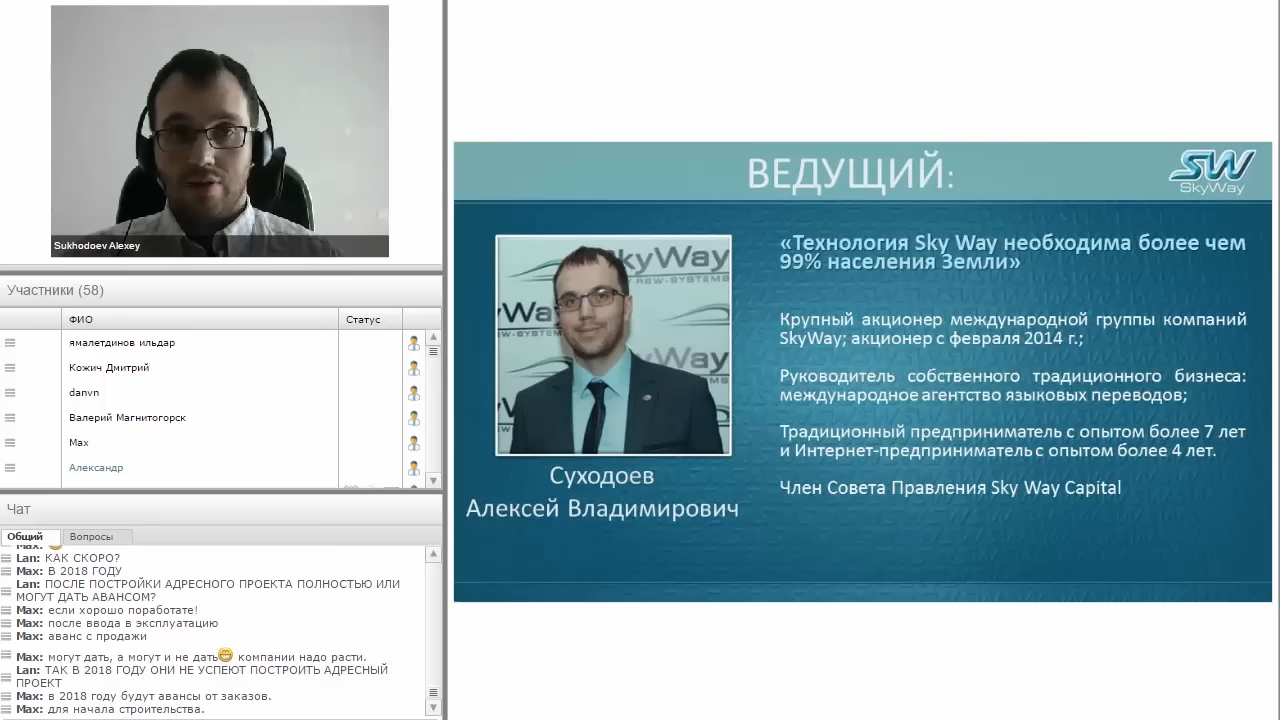 Sukhodoev Alexey
Участники (58)
ФИО
Статус
ямалетдинов ильдар
Кожич Дмитрий
danvn
Валерий Магнитогорск
Max
Александр
Чат
Общий
Вопросы
Max:
Lan: КАК СКОРО?
Max: В 2018 ГОДУ
Lan: ПОСЛЕ ПОСТРОЙКИ АДРЕСНОГО ПРОЕКТА ПОЛНОСТЬЮ ИЛИ
МОГУТ ДАТЬ АВАНСОМ?
Max: если хорошо поработате!
Max: после ввода в эксплуатацию
Max: аванс с продажи
Max: могут дать, а могут и не дать компании надо расти.
Lan: ТАК В 2018 ГОДУ ОНИ НЕ УСПЕЮТ ПОСТРОИТЬ АДРЕСНЫЙ
ПРОЕКТ
Max: в 2018 году будут авансы от заказов.
Max: для начала строительства.
ВЕДУЩИЙ:
SW
SkyWay
SkyWay
RSW-SYSTEMS
«Технология Sky Way необходима более чем
99% населения Земли»
Крупный акционер международной группы компаний
SkyWay; акционер с февраля 2014 г.;
Руководитель собственного традиционного бизнеса:
международное агентство языковых переводов;
Традиционный предприниматель с опытом более 7 лет
и Интернет-предприниматель с опытом более 4 лет.
Член Совета Правления Sky Way Capital
Суходоев
Алексей Владимирович